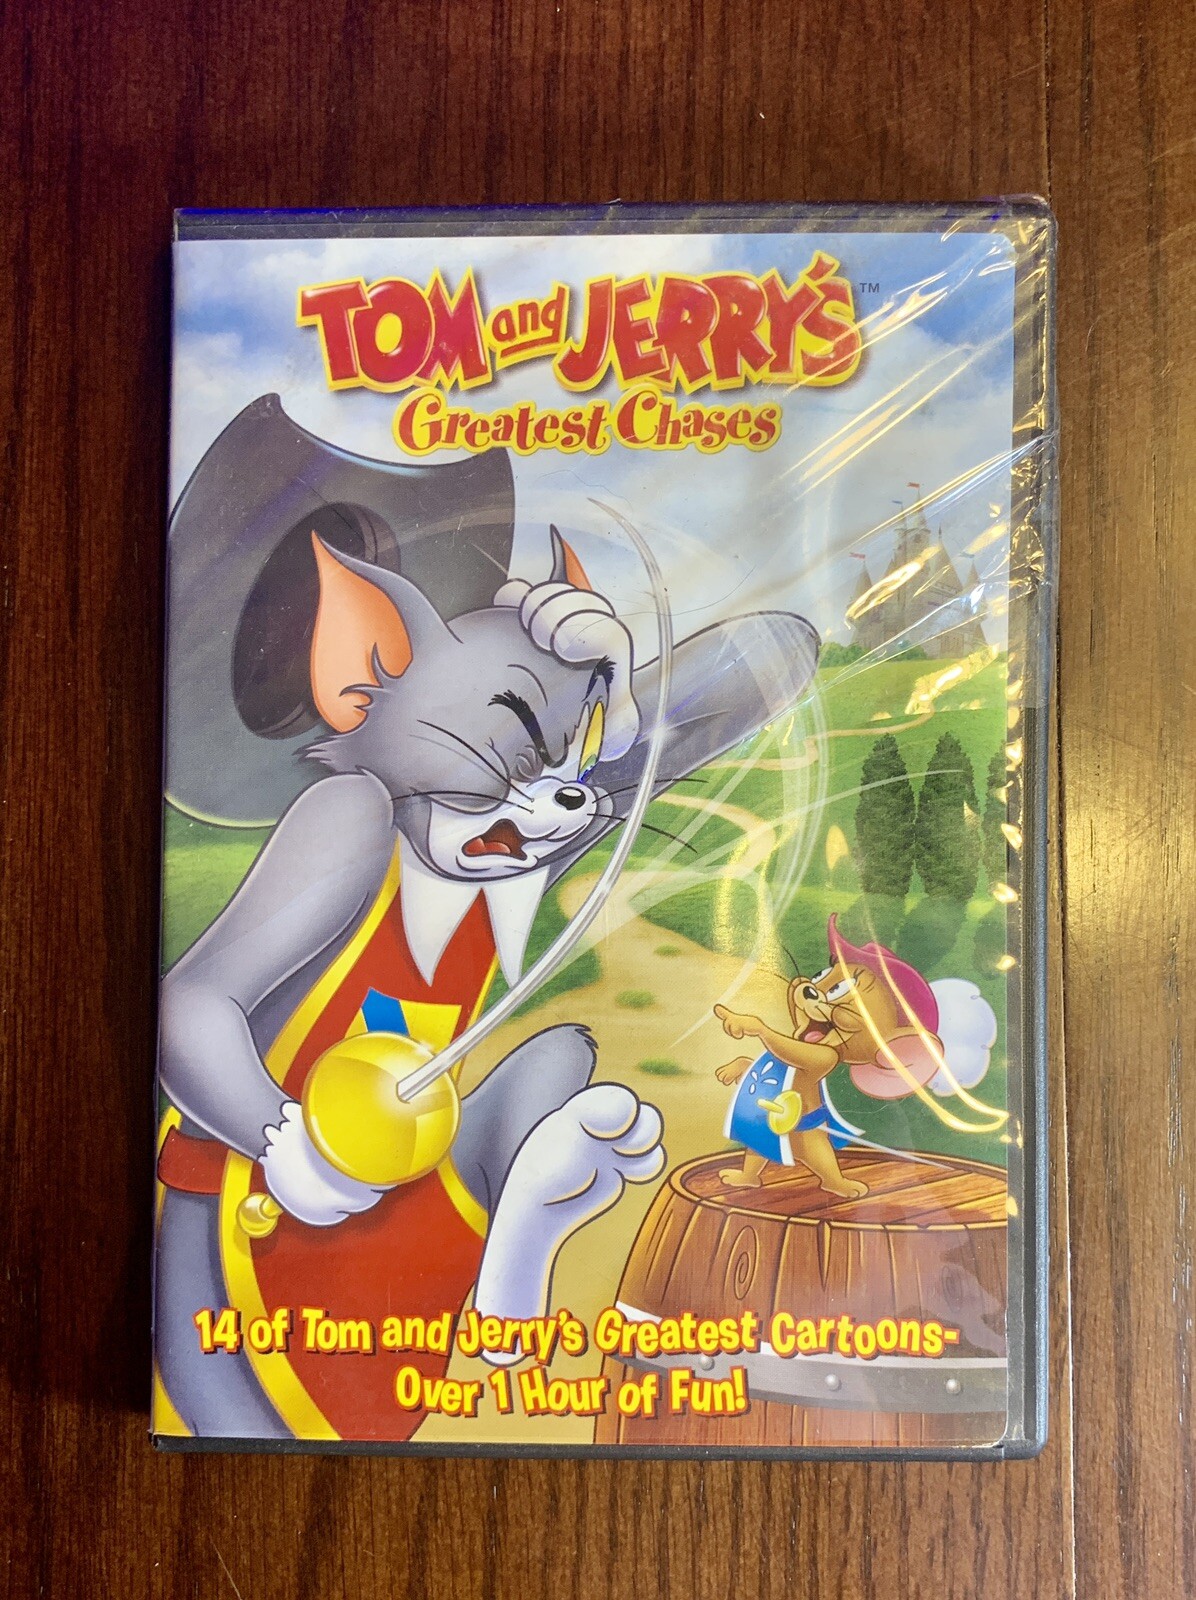 TOM and JERRY'S™
Greatest Chases
14 of Tom and Jerry's Greatest Cartoons-
Over 1 Hour of Fun!